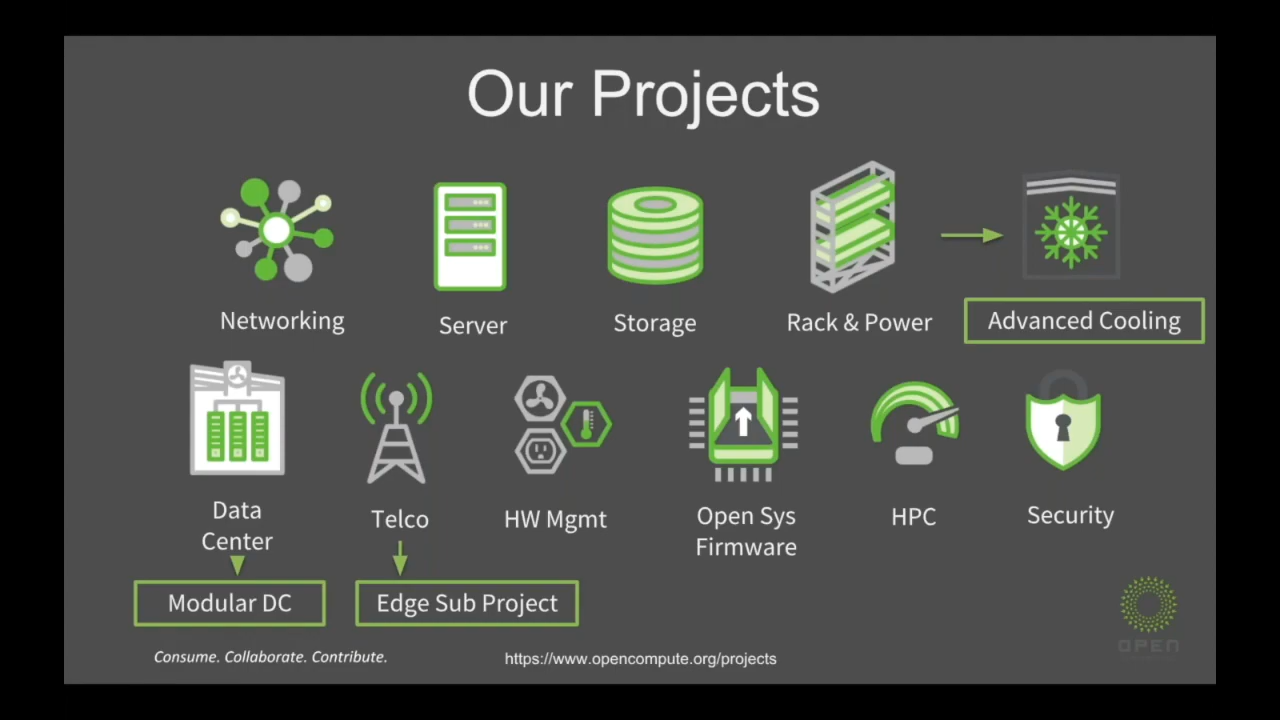 Our Projects
Networking
Server
Storage
Rack & Power
Advanced Cooling
Data
Center
Telco
HW Mgmt
Open Sys
Firmware
HPC
Security
Modular DC
Edge Sub Project
OPEN
Consume. Collaborate. Contribute.
https://www.opencompute.org/projects